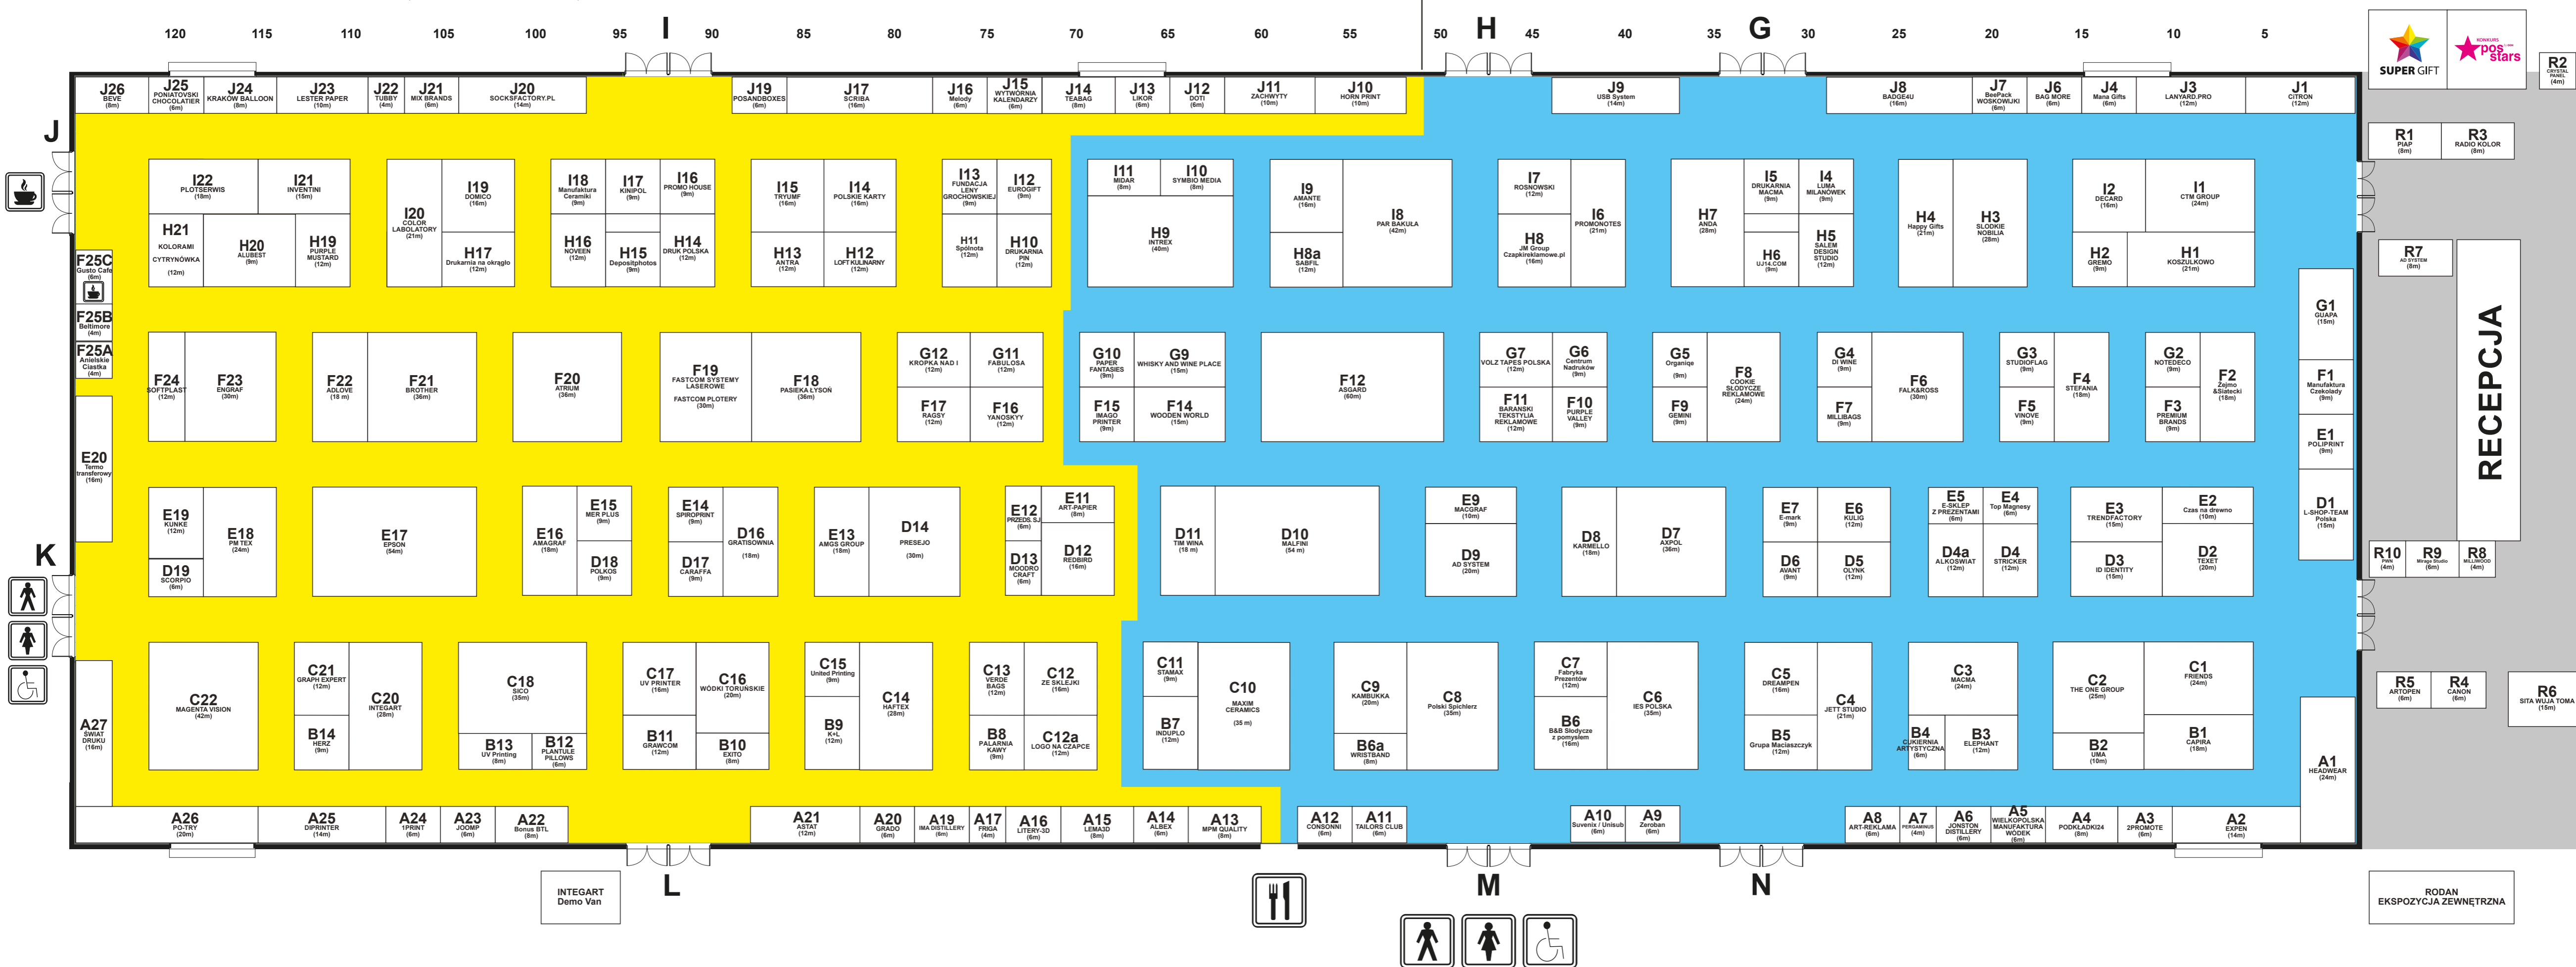 I
H
G
120
115
110
105
100
95
90
85
80
75
70
65
60
55
50
45
40
35
30
25
20
15
10
5
SUPER GIFT
KONKURS
pos
stars
R2
CRYSTAL
PANEL
(4m)
J26
BEVE
(8m)
J25
PONIATOVSKI
CHOCOLATIER
(6m)
J24
KRAKÓW BALLOON
(8m)
J23
LESTER PAPER
(10m)
J22
TUBBY
(4m)
J21
MIX BRANDS
(6m)
J20
SOCKSFACTORY.PL
(14m)
J19
POSANDBOXES
(6m)
J17
SCRIBA
(16m)
J16
Melody
(6m)
J15
WYTWÓRNIA
KALENDARZY
(6m)
J14
TEABAG
(8m)
J13
LIKOR
(6m)
J12
DOTI
(6m)
J11
ZACHWYTY
(10m)
J10
HORN PRINT
(10m)
J9
USB System
(14m)
J8
BADGE4U
(16m)
J7
BeePack
WOSKOWIJKI
(6m)
J6
BAG MORE
(6m)
J4
Mana Gifts
(6m)
J3
LANYARD.PRO
(12m)
J1
CiTRON
(12m)
J
R1
PIAP
(8m)
R3
RADIO KOLOR
(8m)
I22
PLOTSERWIS
(18m)
I21
INVENTINI
(15m)
H21
KOLORAMI
CYTRYNÓWKA
(12m)
H20
ALUBEST
(9m)
H19
PURPLE
MUSTARD
(12m)
I20
COLOR
LABOLATORY
(21m)
I19
DOMICO
(16m)
H17
Drukarnia na okrągło
(12m)
I18
Manufaktura
Ceramiki
(9m)
I17
KINIPOL
(9m)
I16
PROMO HOUSE
(9m)
H16
NOVEEN
(12m)
H15
Depositphotos
(9m)
H14
DRUK POLSKA
(12m)
I15
TRYUMF
(16m)
I14
POLSKIE KARTY
(16m)
H13
ANTRA
(12m)
H12
LOFT KULINARNY
(12m)
I13
FUNDACJA
LENY
GROCHOWSKIEJ
(9m)
I12
EUROGIFT
(9m)
H11
Spólnota
(12m)
H10
DRUKARNIA
PIN
(12m)
I11
MIDAR
(8m)
I10
SYMBIO MEDIA
(8m)
H9
INTREX
(40m)
I9
AMANTE
(16m)
H8a
SABFIL
(12m)
I8
PAR BAKUŁA
(42m)
I7
ROSNOWSKI
(12m)
H8
JM Group
Czapkireklamowe.pl
(16m)
I6
PROMONOTES
(21m)
H7
ANDA
(28m)
I5
DRUKARNIA
MACMA
(9m)
I4
LUMA
MILANÓWEK
(9m)
H6
UJ14.COM
(9m)
H5
SALEM
DESIGN
STUDIO
(12m)
H4
Happy Gifts
(21m)
H3
SŁODKIE
NOBILIA
(28m)
I2
DECARD
(16m)
I1
CTM GROUP
(24m)
H2
GREMO
(9m)
H1
KOSZULKOWO
(21m)
F25C
Gusto Cafe
(6m)
F25B
Beltimore
(4m)
F25A
Anielskie
Ciastka
(4m)
R7
AD SYSTEM
(8m)
RECEPCJA
G1
GUAPA
(15m)
F1
Manufaktura
Czekolady
(9m)
E1
POLIPRINT
(9m)
D1
L-SHOP-TEAM
Polska
(15m)
F24
SOFTPLAST
(12m)
F23
ENGRAF
(30m)
F22
ADLOVE
(18 m)
F21
BROTHER
(36m)
F20
ATRIUM
(36m)
F19
FASTCOM SYSTEMY
LASEROWE
FASTCOM PLOTERY
(30m)
F18
PASIEKA ŁYSOŃ
(36m)
G12
KROPKA NAD I
(12m)
G11
FABULOSA
(12m)
F17
RAGSY
(12m)
F16
YANOSKYY
(12m)
G10
PAPER
FANTASIES
(9m)
G9
WHISKY AND WINE PLACE
(15m)
F15
IMAGO
PRINTER
(9m)
F14
WOODEN WORLD
(15m)
F12
ASGARD
(60m)
G7
VOLZ TAPES POLSKA
(12m)
G6
Centrum
Nadruków
(9m)
F11
BARAŃSKI
TEKSTYLIA
REKLAMOWE
(12m)
F10
PURPLE
VALLEY
(9m)
G5
Organiqe
(9m)
F9
GEMINI
(9m)
F8
COOKIE
SŁODYCZE
REKLAMOWE
(24m)
G4
DI WINE
(9m)
F7
MILLIBAGS
(9m)
F6
FALK&ROSS
(30m)
G3
STUDIOFLAG
(9m)
F5
VINOVE
(9m)
F4
STEFANIA
(18m)
G2
NOTEDECO
(9m)
F3
PREMIUM
BRANDS
(9m)
F2
Żejmo
&Siatecki
(18m)
E20
Termo
transferowy
(16m)
E19
KUNKE
(12m)
D19
SCORPIO
(6m)
E18
PM TEX
(24m)
E17
EPSON
(54m)
E16
AMAGRAF
(18m)
E15
MER PLUS
(9m)
D18
POLKOS
(9m)
E14
SPIROPRINT
(9m)
D17
CARAFFA
(9m)
D16
GRATISOWNIA
(18m)
E13
AMGS GROUP
(18m)
D14
PRESEJO
(30m)
E12
PRZEDS. SJ
(6m)
D13
MOODRO
CRAFT
(6m)
E11
ART-PAPIER
(8m)
D12
REDBIRD
(16m)
D11
TIM WINA
(18 m)
D10
MALFINI
(54 m)
E9
MACGRAF
(10m)
D9
AD SYSTEM
(20m)
D8
KARMELLO
(18m)
D7
AXPOL
(36m)
E7
E-mark
(9m)
E6
KULIG
(12m)
D6
AVANT
(9m)
D5
OLYNK
(12m)
E5
E-SKLEP
Z PREZENTAMI
(6m)
E4
Top Magnesy
(6m)
D4a
ALKOŚWIAT
(12m)
D4
STRICKER
(12m)
E3
TRENDFACTORY
(15m)
E2
Czas na drewno
(10m)
D3
ID IDENTITY
(15m)
D2
TEXET
(20m)
R10
PWN
(4m)
R9
Mirage Studio
(6m)
R8
MILLIWOOD
(4m)
K
C22
MAGENTA VISION
(42m)
C21
GRAPH EXPERT
(12m)
B14
HERZ
(9m)
C20
INTEGART
(28m)
C18
SICO
(35m)
B13
UV Printing
(8m)
B12
PLANTULE
PILLOWS
(6m)
C17
UV PRINTER
(16m)
B11
GRAWCOM
(12m)
C16
WÓDKI TORUŃSKIE
(20m)
B10
EXITO
(8m)
C15
United Printing
(9m)
B9
K+L
(12m)
C14
HAFTEX
(28m)
C13
VERDE
BAGS
(12m)
C12
ZE SKLEJKI
(16m)
B8
PALARNIA
KAWY
(9m)
C12a
LOGO NA CZAPCE
(12m)
C11
STAMAX
(9m)
B7
INDUPLO
(12m)
C10
MAXIM
CERAMICS
(35 m)
C9
KAMBUKKA
(20m)
B6a
WRISTBAND
(8m)
C8
Polski Spichlerz
(35m)
C7
Fabryka
Prezentów
(12m)
B6
B&B Słodycze
z pomysłem
(16m)
C6
IES POLSKA
(35m)
C5
DREAMPEN
(16m)
B5
Grupa Maciaszczyk
(12m)
C4
JETT STUDIO
(21m)
C3
MACMA
(24m)
B4
CUKIERNIA
ARTYSTYCZNA
(6m)
B3
ELEPHANT
(12m)
C2
THE ONE GROUP
(25m)
B2
UMA
(10m)
C1
FRIENDS
(24m)
B1
CAPIRA
(18m)
R5
ARTOPEN
(6m)
R4
CANON
(6m)
R6
SITA WUJA TOMA
(15m)
A27
ŚWIAT
DRUKU
(16m)
A26
PO-TRY
(20m)
A25
DIPRINTER
(14m)
A24
1PRINT
(6m)
A23
JOOMP
(6m)
A22
Bonus BTL
(8m)
A21
ASTAT
(12m)
A20
GRADO
(6m)
A19
IMA DISTILLERY
(6m)
A17
FRIGA
(4m)
A16
LITERY-3D
(6m)
A15
LEMA3D
(8m)
A14
ALBEX
(6m)
A13
MPM QUALITY
(8m)
A12
CONSONNI
(6m)
A11
TAILORS CLUB
(6m)
A10
Suvenix / Unisub
(6m)
A9
Zeroban
(6m)
A8
ART-REKLAMA
(6m)
A7
PERGAMINUS
(4m)
A6
JONSTON
DISTILLERY
(6m)
A5
WIELKOPOLSKA
MANUFAKTURA
WÓDEK
(6m)
A4
PODKŁADKI24
(8m)
A3
2PROMOTE
(6m)
A2
EXPEN
(14m)
A1
HEADWEAR
(24m)
L
M
N
INTEGART
Demo Van
RODAN
EKSPOZYCJA ZEWNĘTRZNA